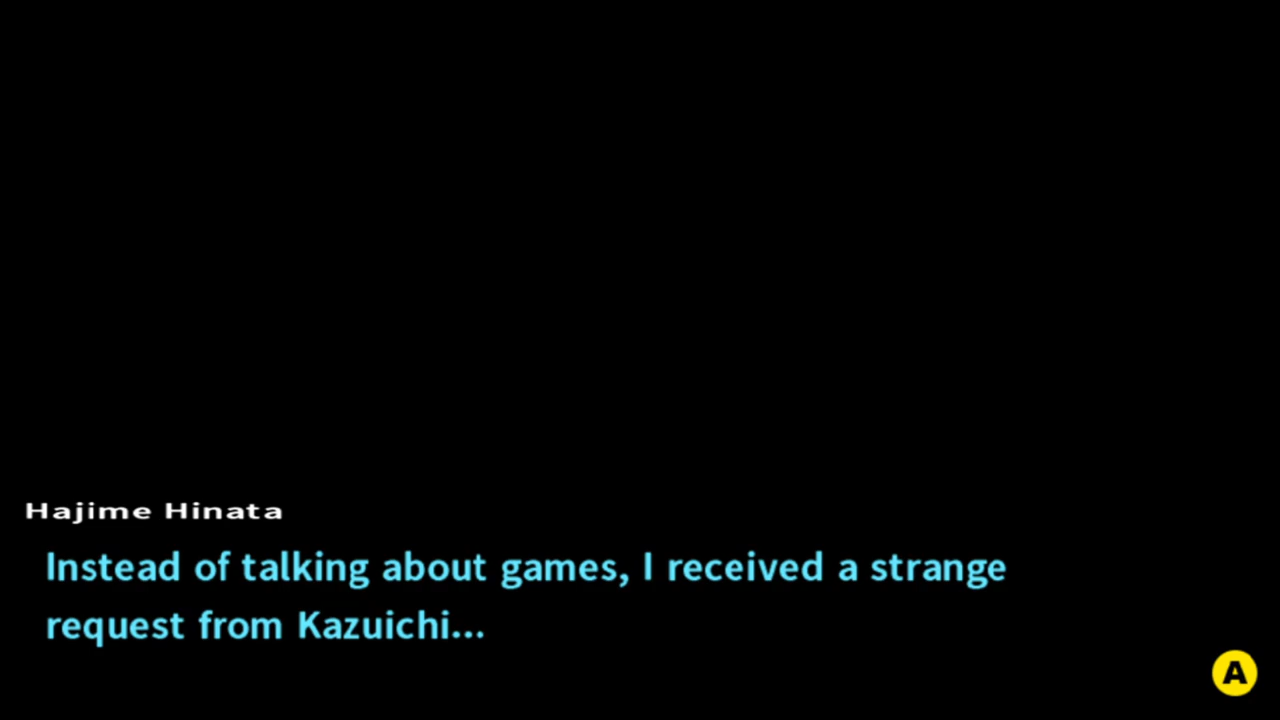 Hajime Hinata
Instead of talking about games, I received a strange
request from Kazuichi...
A